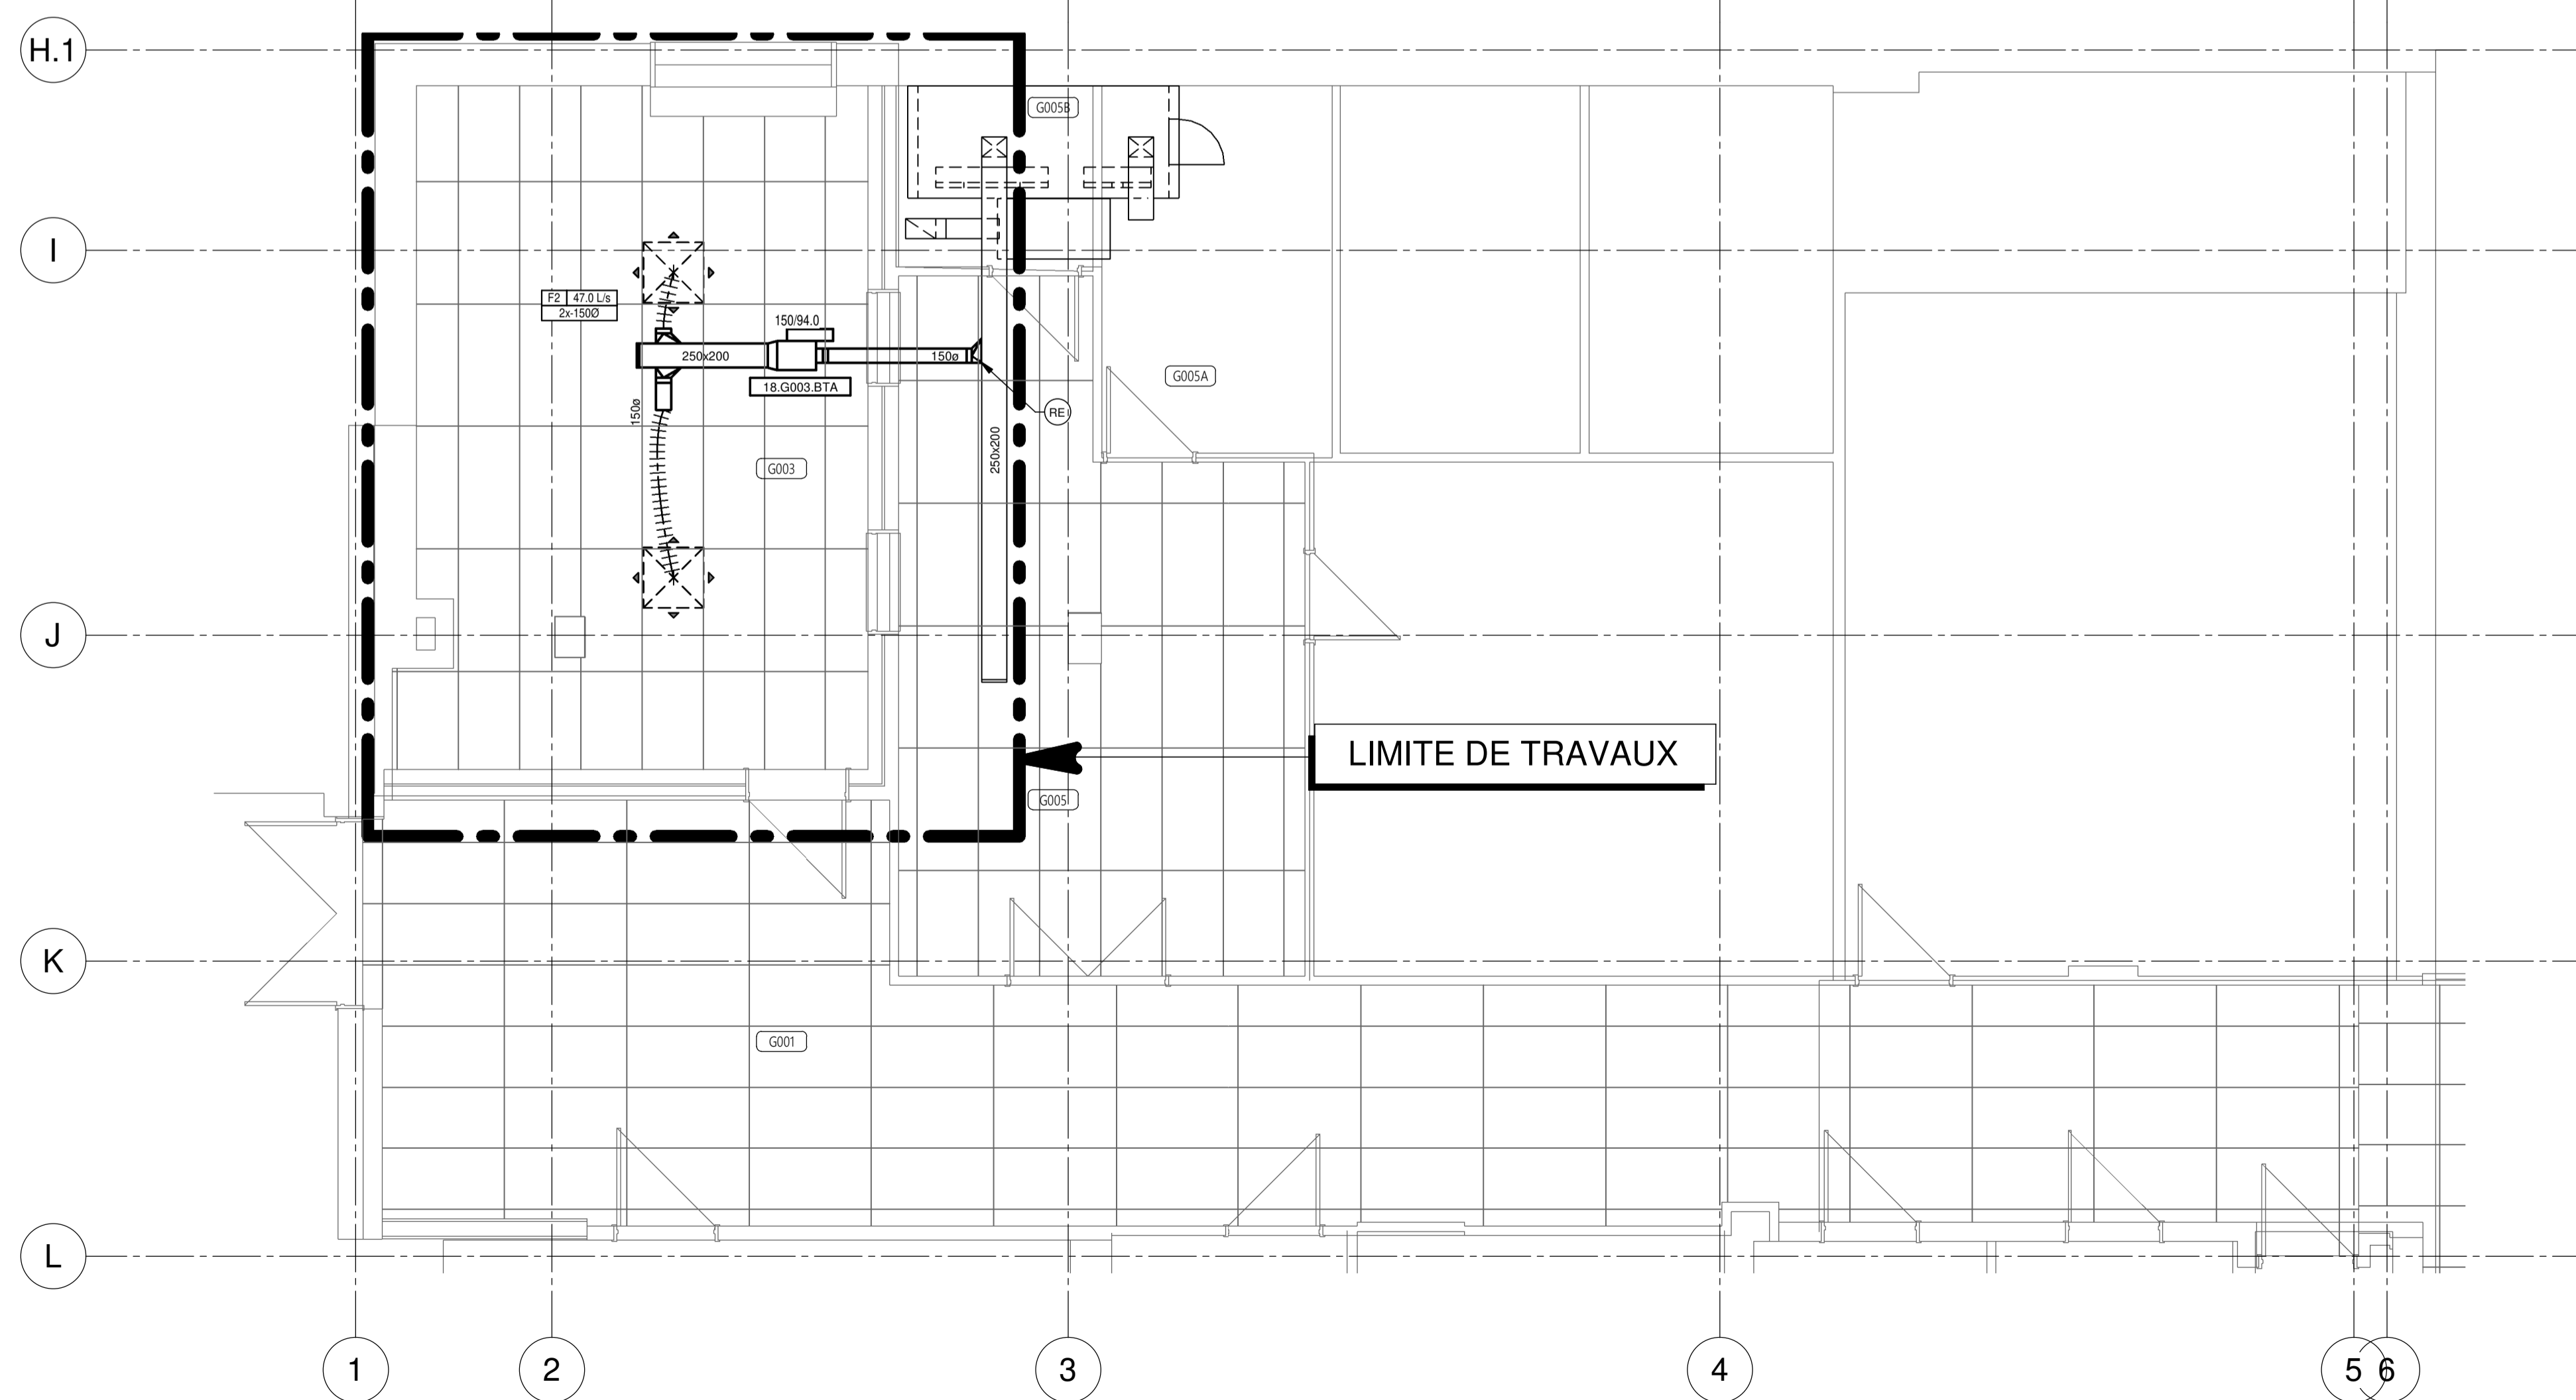 H.1
G005B
I
F2 47.0 L/s
2x-150Ø
150/94.0
250x200
150ø
18.G003.BTA
G005A
150ø
RE
250x200
G003
J
LIMITE DE TRAVAUX
G005
K
G001
L
1
2
3
4
5
6